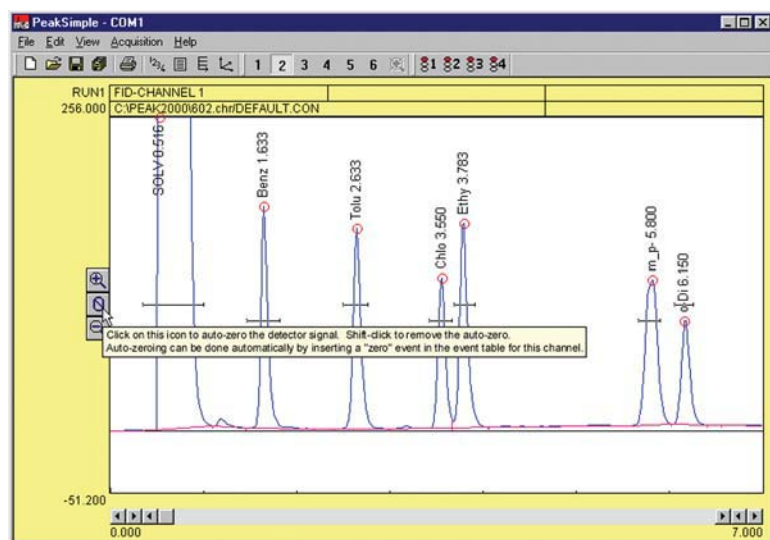 PeakSimple - COM1
File Edit View Acquisition Help
1 2 3 4 5 6 1 2 3 4
RUN1 FID-CHANNEL 1
256.000 C:\PEAK2000\602.chr/DEFAULT.CON
SOLV 0.516
Benz 1.633
Tolu 2.633
Chlo 3.550
Ethy 3.783
m_p- 5.800
o-Di 6.150
Click on this icon to auto-zero the detector signal. Shift-click to remove the auto-zero.
Auto-zeroing can be done automatically by inserting a "zero" event in the event table for this channel.
-51.200
0.000 7.000